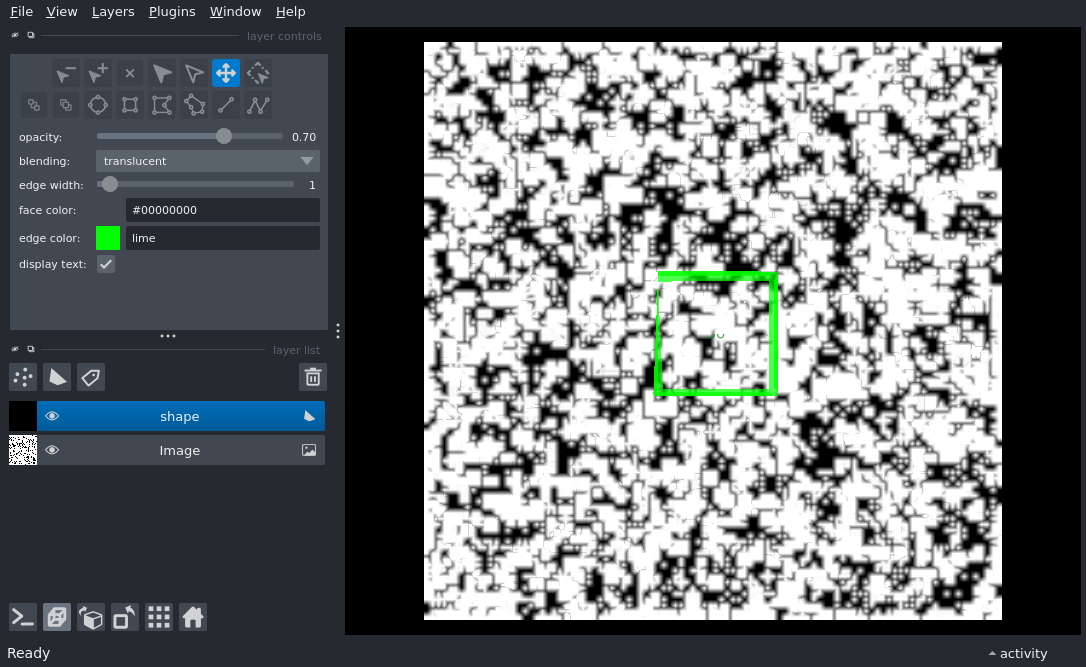 File View Layers Plugins Window Help
layer controls
opacity: 0.70
blending: translucent
edge width: 1
face color: #00000000
edge color: lime
display text:
layer list
shape
Image
Ready
activity